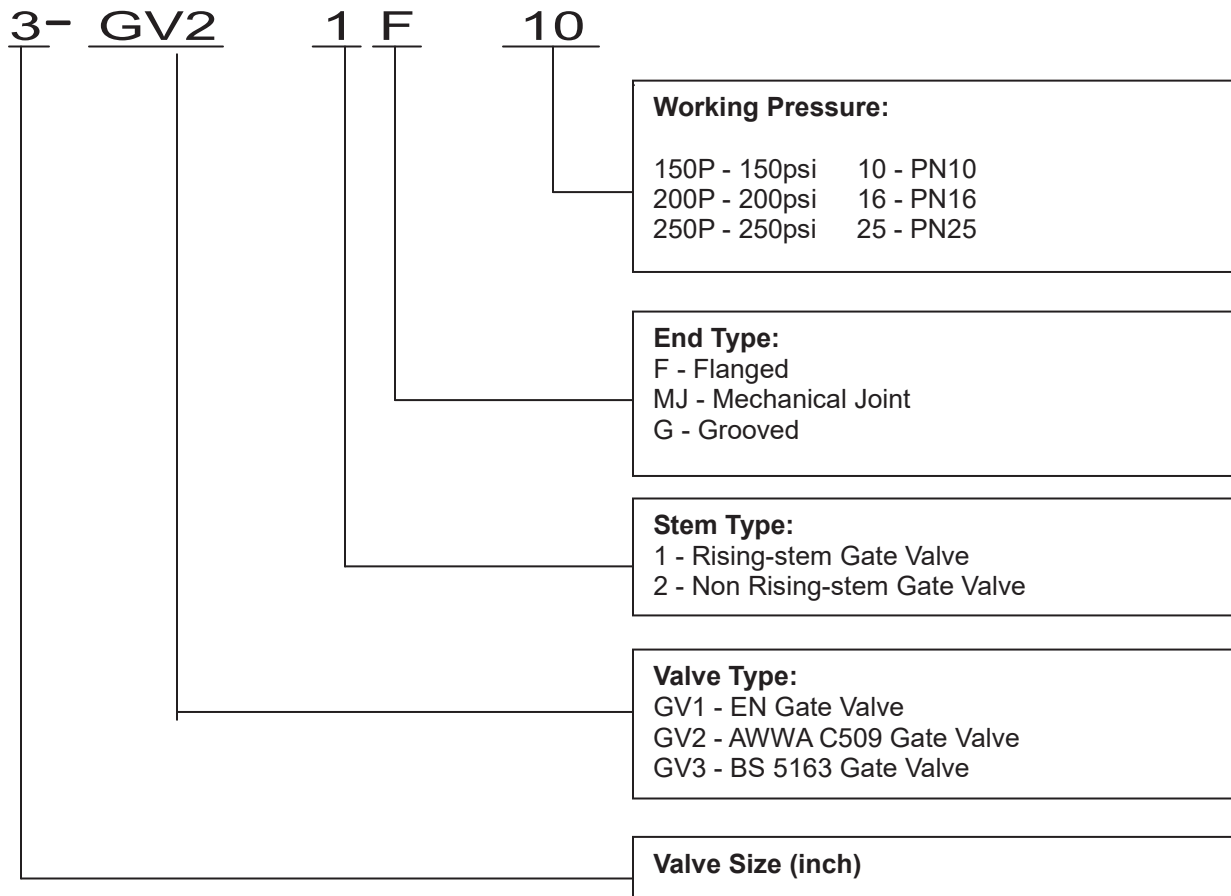 3- GV2 1 F 10
Working Pressure:
150P - 150psi 10 - PN10
200P - 200psi 16 - PN16
250P - 250psi 25 - PN25
End Type:
F - Flanged
MJ - Mechanical Joint
G - Grooved
Stem Type:
1 - Rising-stem Gate Valve
2 - Non Rising-stem Gate Valve
Valve Type:
GV1 - EN Gate Valve
GV2 - AWWA C509 Gate Valve
GV3 - BS 5163 Gate Valve
Valve Size (inch)